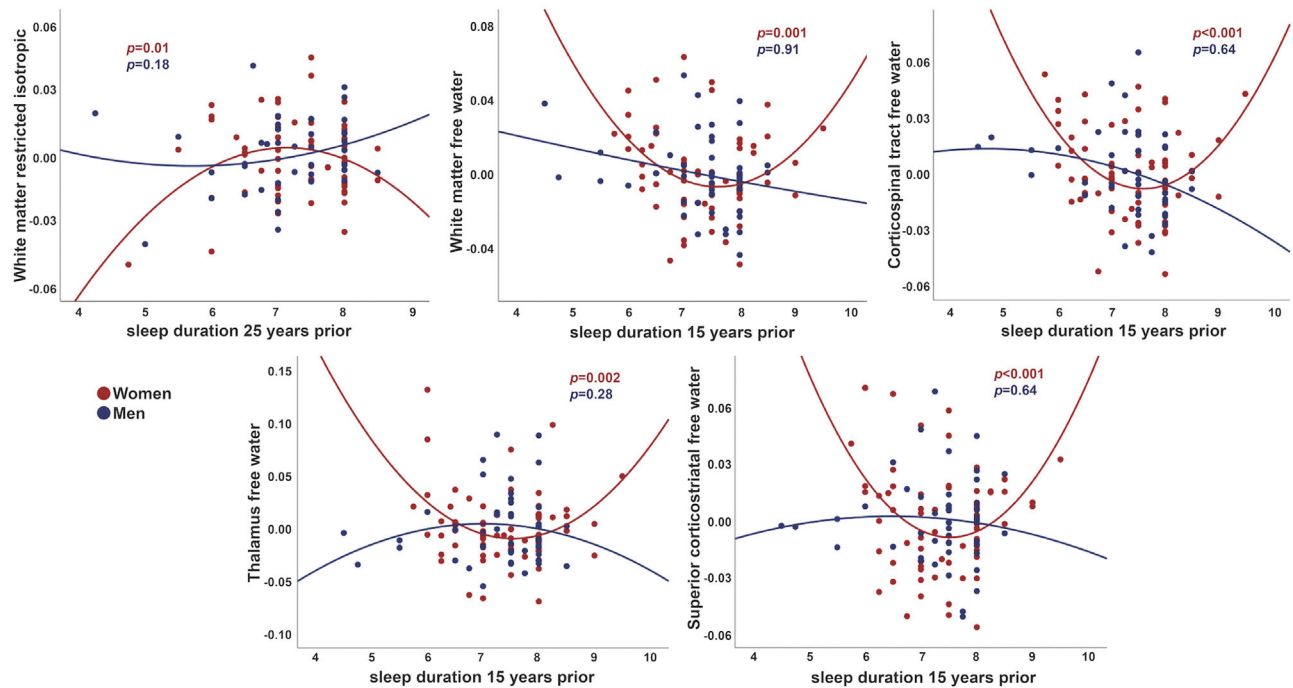 White matter restricted isotropic
0.06
0.03
0.00
-0.03
-0.06
p=0.01
p=0.18
4 5 6 7 8 9
sleep duration 25 years prior
White matter free water
0.08
0.04
0.00
-0.04
p=0.001
p=0.91
4 5 6 7 8 9 10
sleep duration 15 years prior
Corticospinal tract free water
0.06
0.03
0.00
-0.03
-0.06
p<0.001
p=0.64
4 5 6 7 8 9 10
sleep duration 15 years prior
Women
Men
Thalamus free water
0.15
0.10
0.05
0.00
-0.05
-0.10
p=0.002
p=0.28
4 5 6 7 8 9 10
sleep duration 15 years prior
Superior corticostriatal free water
0.06
0.03
0.00
-0.03
-0.06
p<0.001
p=0.64
4 5 6 7 8 9 10
sleep duration 15 years prior